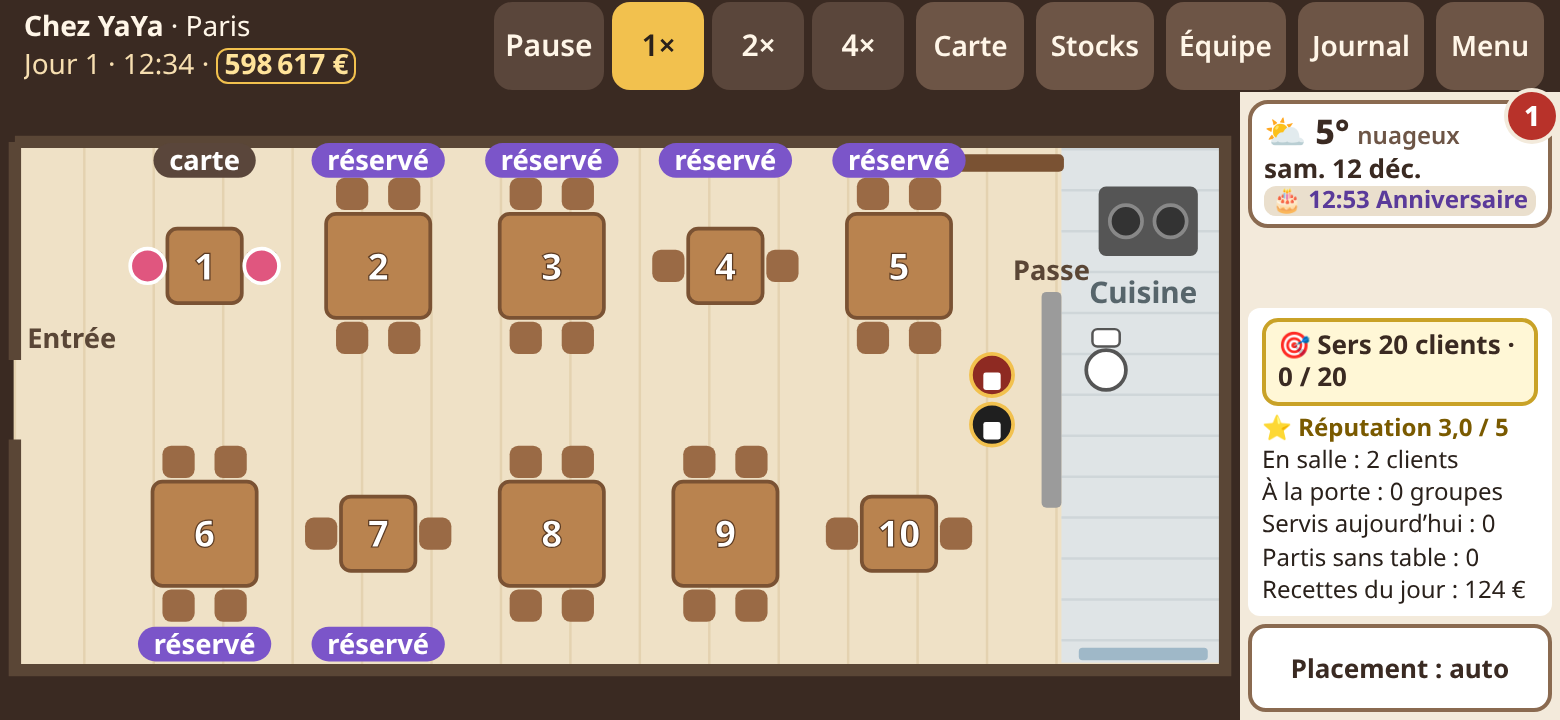 Chez YaYa · Paris
Jour 1 · 12:34 · 598 617 €
Pause
1×
2×
4×
Carte
Stocks
Équipe
Journal
Menu
carte
réservé
réservé
réservé
réservé
1
2
3
4
5
Passe
Cuisine
Entrée
6
7
8
9
10
réservé
réservé
1
5° nuageux
sam. 12 déc.
12:53 Anniversaire
Sers 20 clients ·
0 / 20
Réputation 3,0 / 5
En salle : 2 clients
À la porte : 0 groupes
Servis aujourd’hui : 0
Partis sans table : 0
Recettes du jour : 124 €
Placement : auto